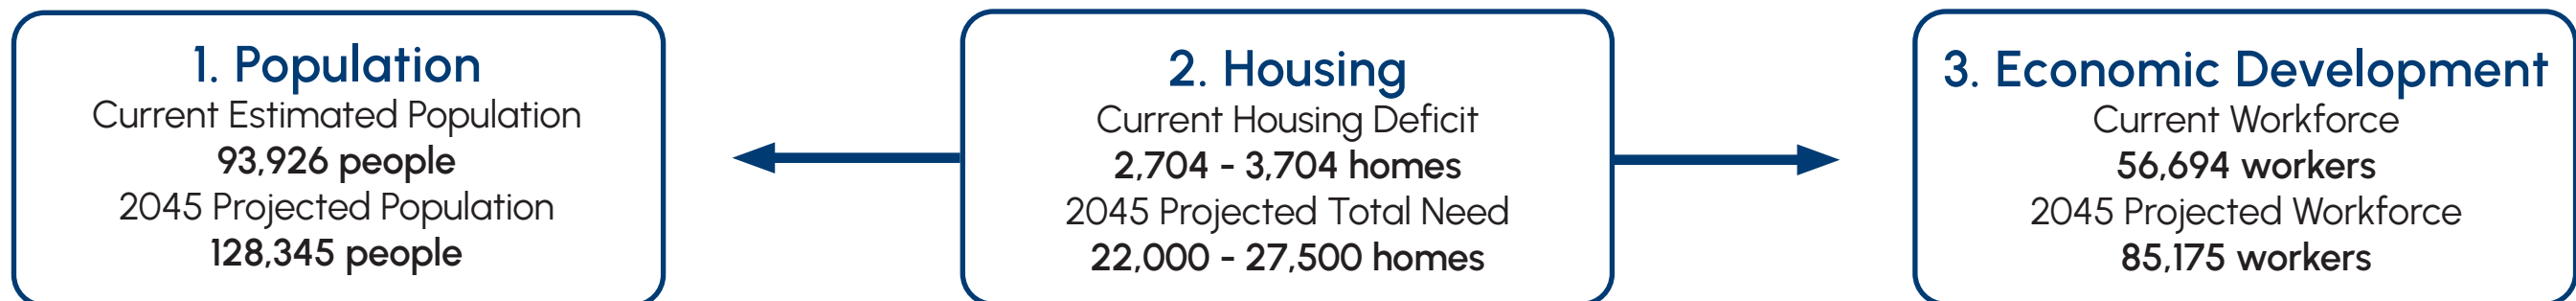 1. Population
Current Estimated Population
93,926 people
2045 Projected Population
128,345 people
2. Housing
Current Housing Deficit
2,704 - 3,704 homes
2045 Projected Total Need
22,000 - 27,500 homes
3. Economic Development
Current Workforce
56,694 workers
2045 Projected Workforce
85,175 workers